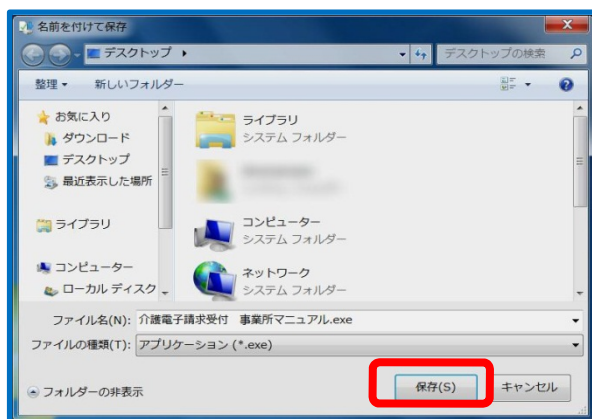 名前を付けて保存
デスクトップ
デスクトップの検索
整理
新しいフォルダー
お気に入り
ダウンロード
デスクトップ
最近表示した場所
ライブラリ
コンピューター
ローカル ディスク
ライブラリ
システム フォルダー
コンピューター
システム フォルダー
ネットワーク
システム フォルダー
ファイル名(N): 介護電子請求受付 事業所マニュアル.exe
ファイルの種類(T): アプリケーション (*.exe)
フォルダーの非表示
保存(S)
キャンセル